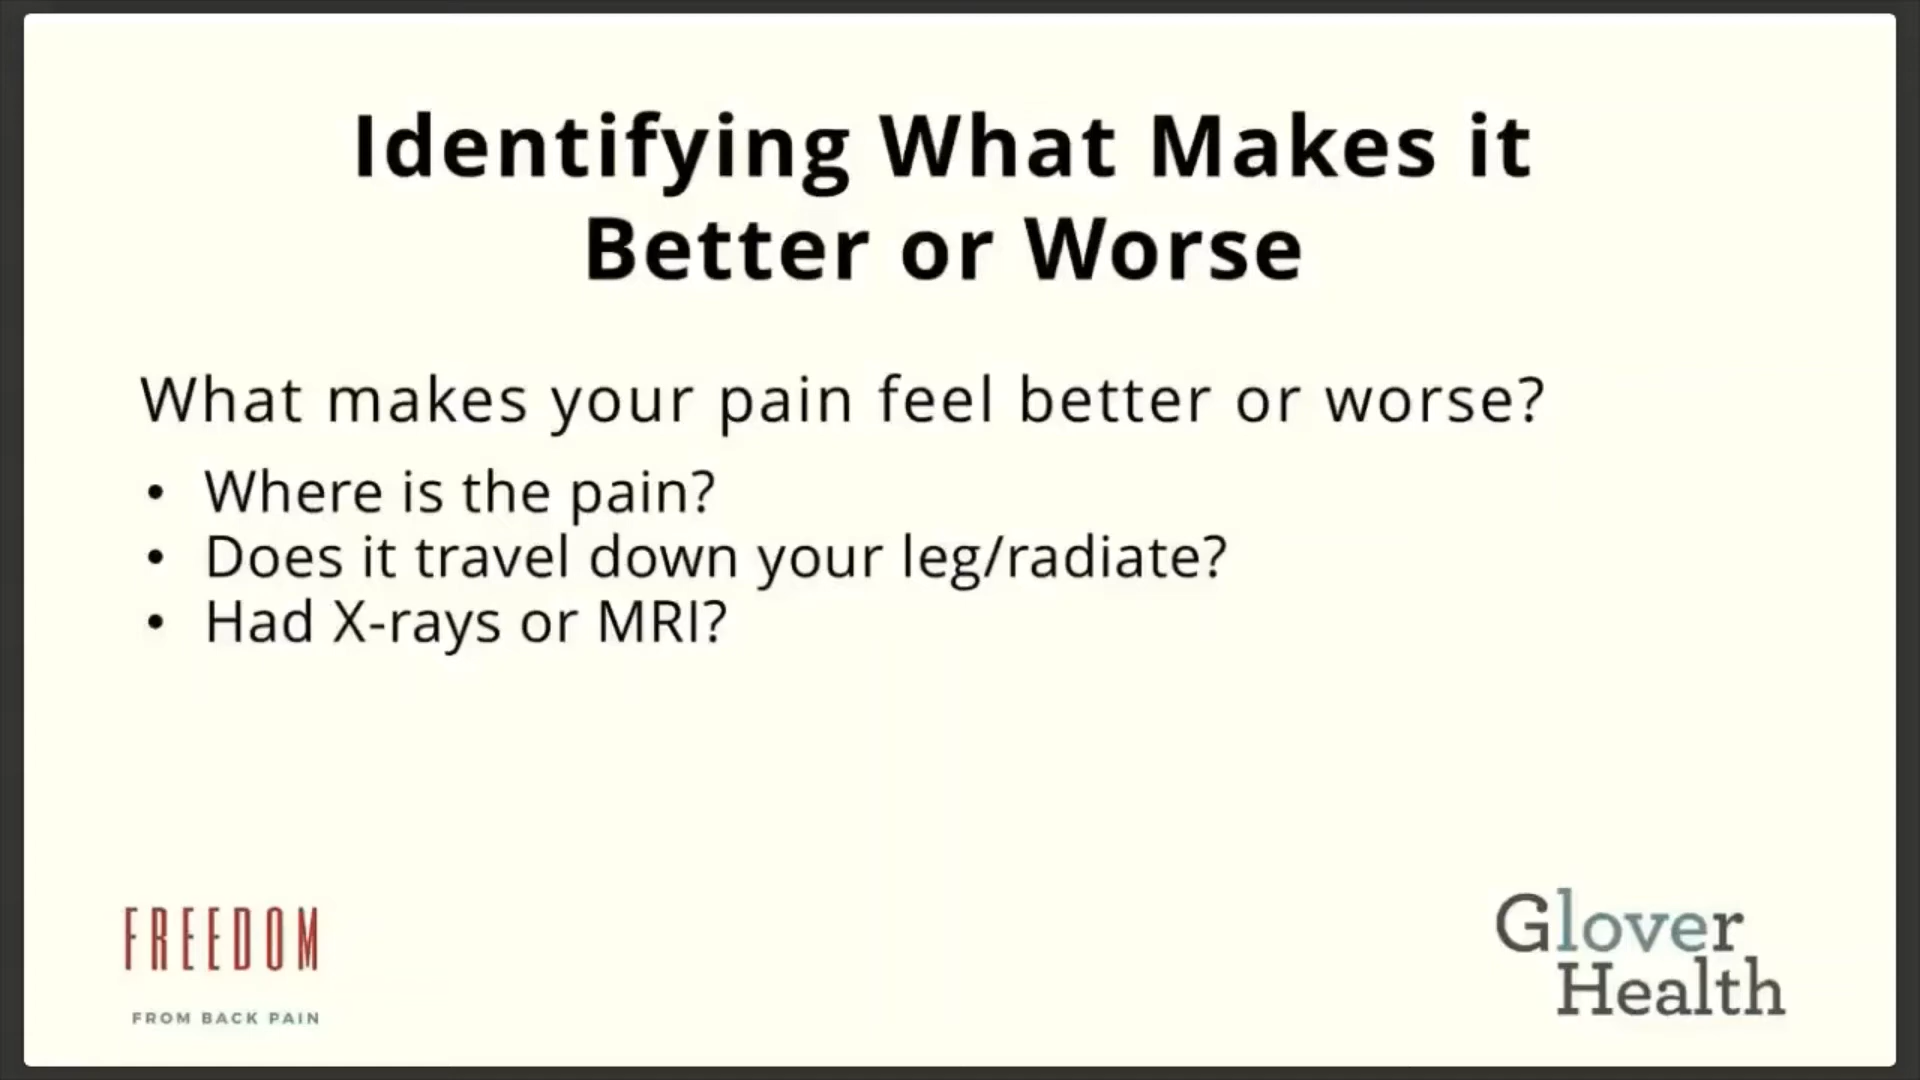 Identifying What Makes it
Better or Worse
What makes your pain feel better or worse?
• Where is the pain?
• Does it travel down your leg/radiate?
• Had X-rays or MRI?
FREEDOM
FROM BACK PAIN
Glover
Health